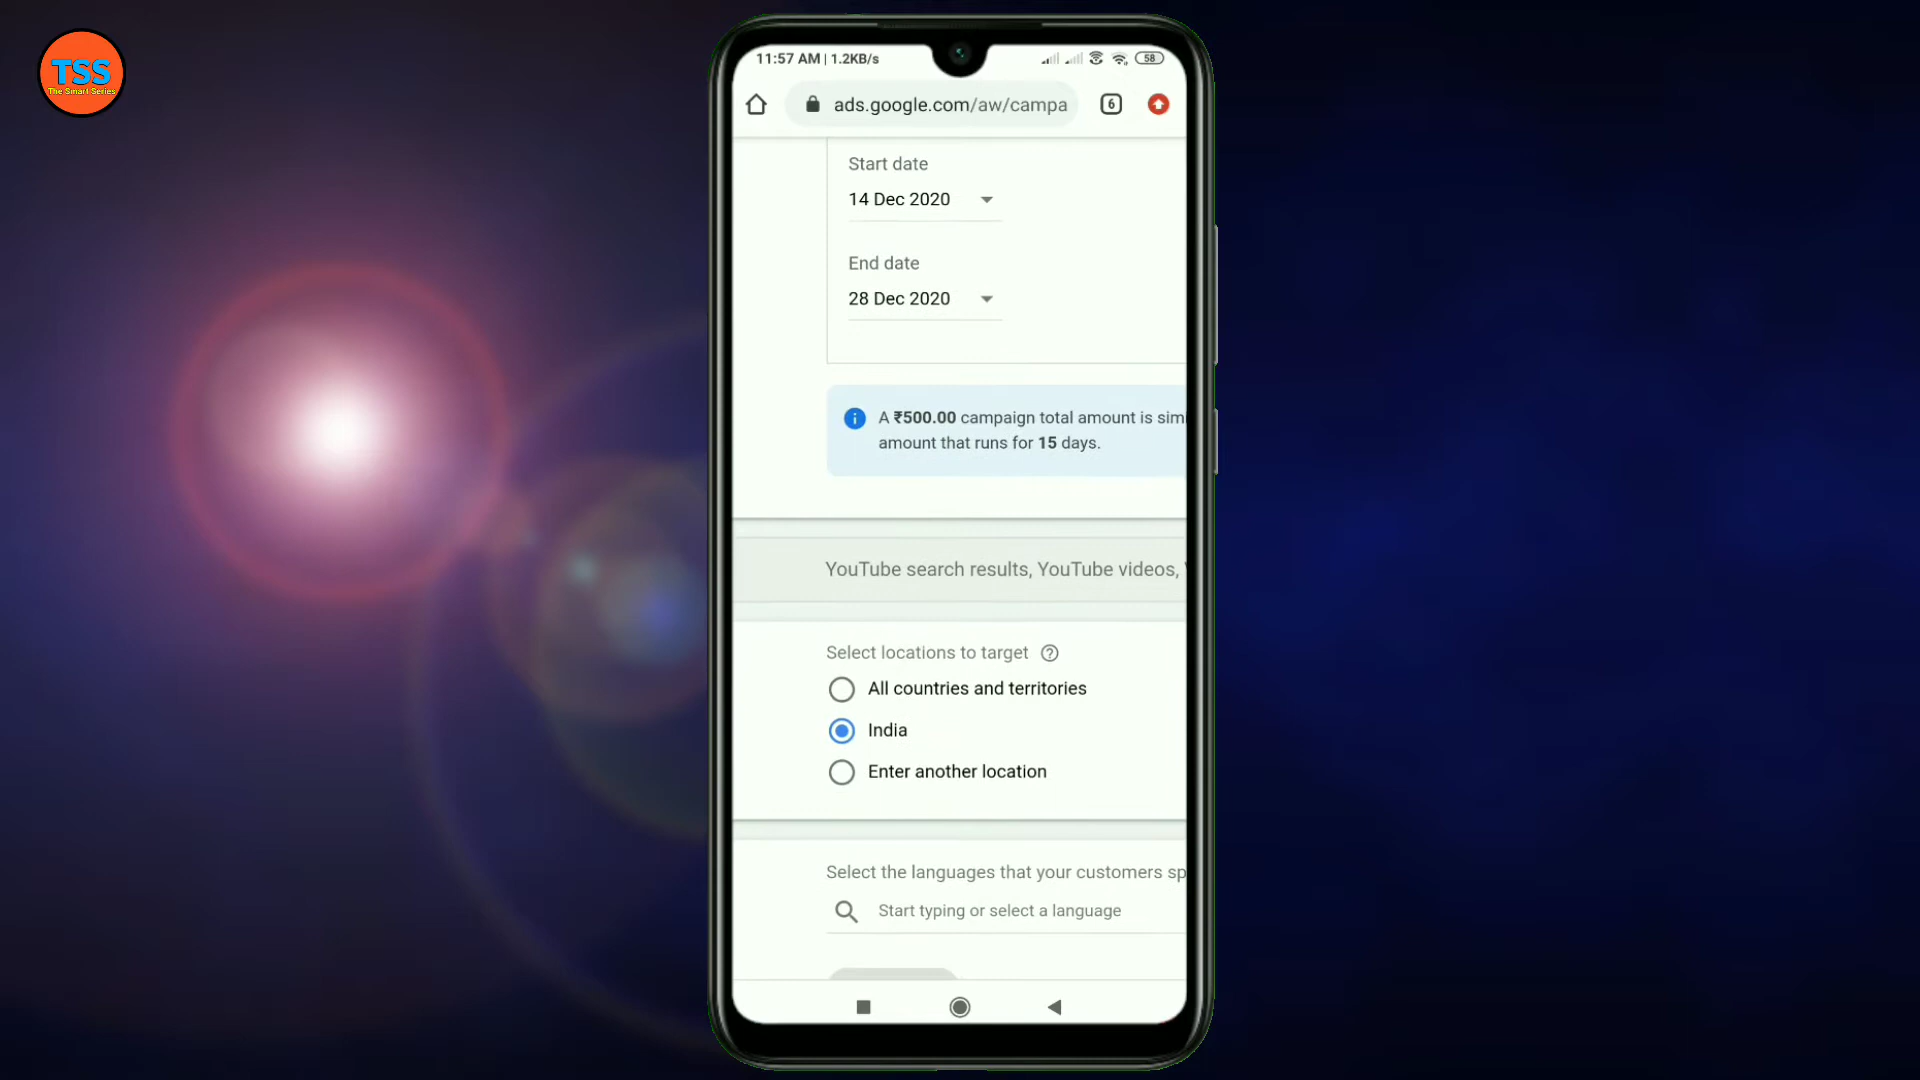 TSS
The Smart Series
11:57 AM | 1.2KB/s
58
ads.google.com/aw/campa
6
Start date
14 Dec 2020
End date
28 Dec 2020
A ₹500.00 campaign total amount is sim
amount that runs for 15 days.
YouTube search results, YouTube videos,
Select locations to target
All countries and territories
India
Enter another location
Select the languages that your customers sp
Start typing or select a language